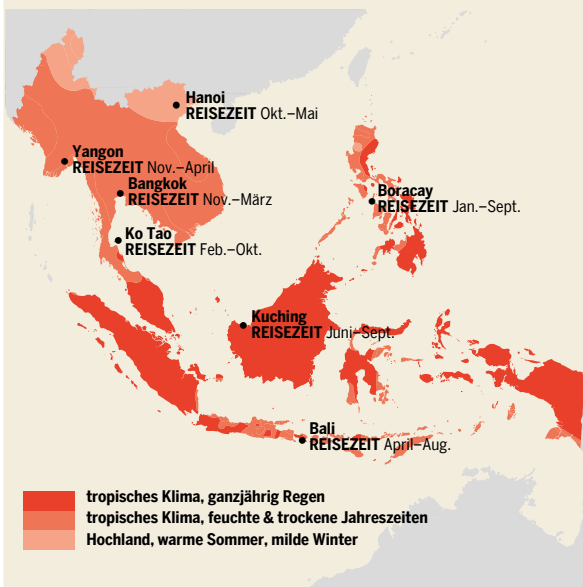 Hanoi
REISEZEIT Okt.–Mai
Yangon
REISEZEIT Nov.–April
Bangkok
REISEZEIT Nov.–März
Boracay
REISEZEIT Jan.–Sept.
Ko Tao
REISEZEIT Feb.–Okt.
Kuching
REISEZEIT Juni–Sept.
Bali
REISEZEIT April–Aug.
tropisches Klima, ganzjährig Regen
tropisches Klima, feuchte & trockene Jahreszeiten
Hochland, warme Sommer, milde Winter